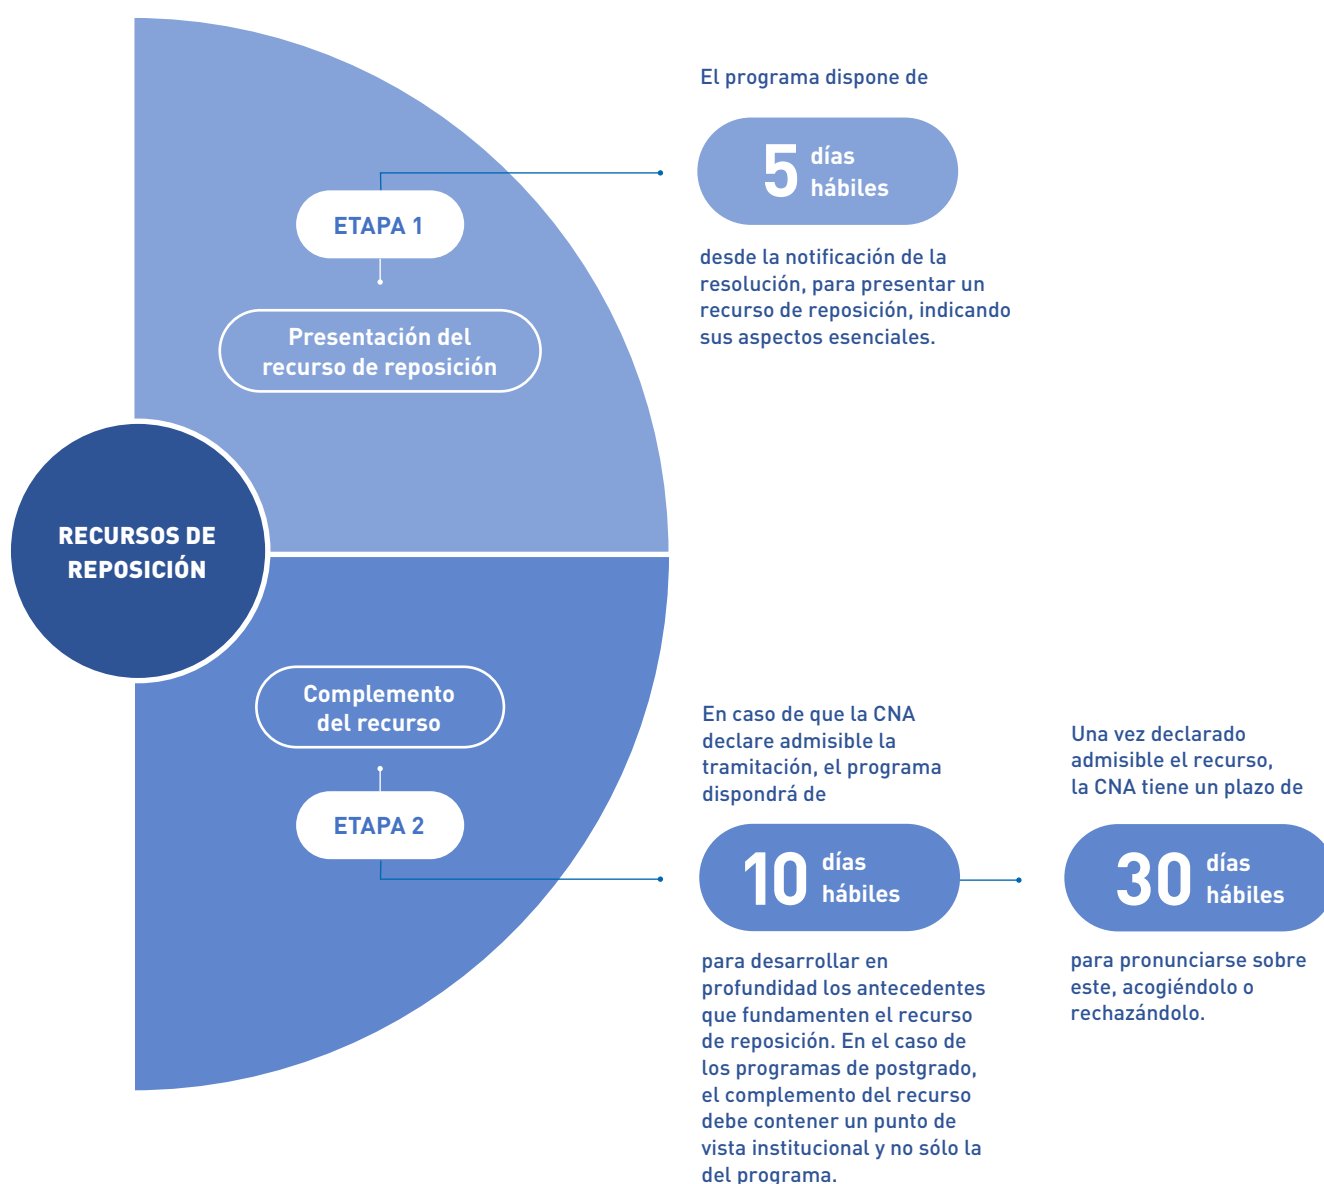 RECURSOS DE
REPOSICIÓN
ETAPA 1
Presentación del
recurso de reposición
El programa dispone de
5 días
hábiles
desde la notificación de la
resolución, para presentar un
recurso de reposición, indicando
sus aspectos esenciales.
Complemento
del recurso
ETAPA 2
En caso de que la CNA
declare admisible la
tramitación, el programa
dispondrá de
10 días
hábiles
para desarrollar en
profundidad los antecedentes
que fundamenten el recurso
de reposición. En el caso de
los programas de postgrado,
el complemento del recurso
debe contener un punto de
vista institucional y no sólo la
del programa.
Una vez declarado
admisible el recurso,
la CNA tiene un plazo de
30 días
hábiles
para pronunciarse sobre
este, acogiéndolo o
rechazándolo.